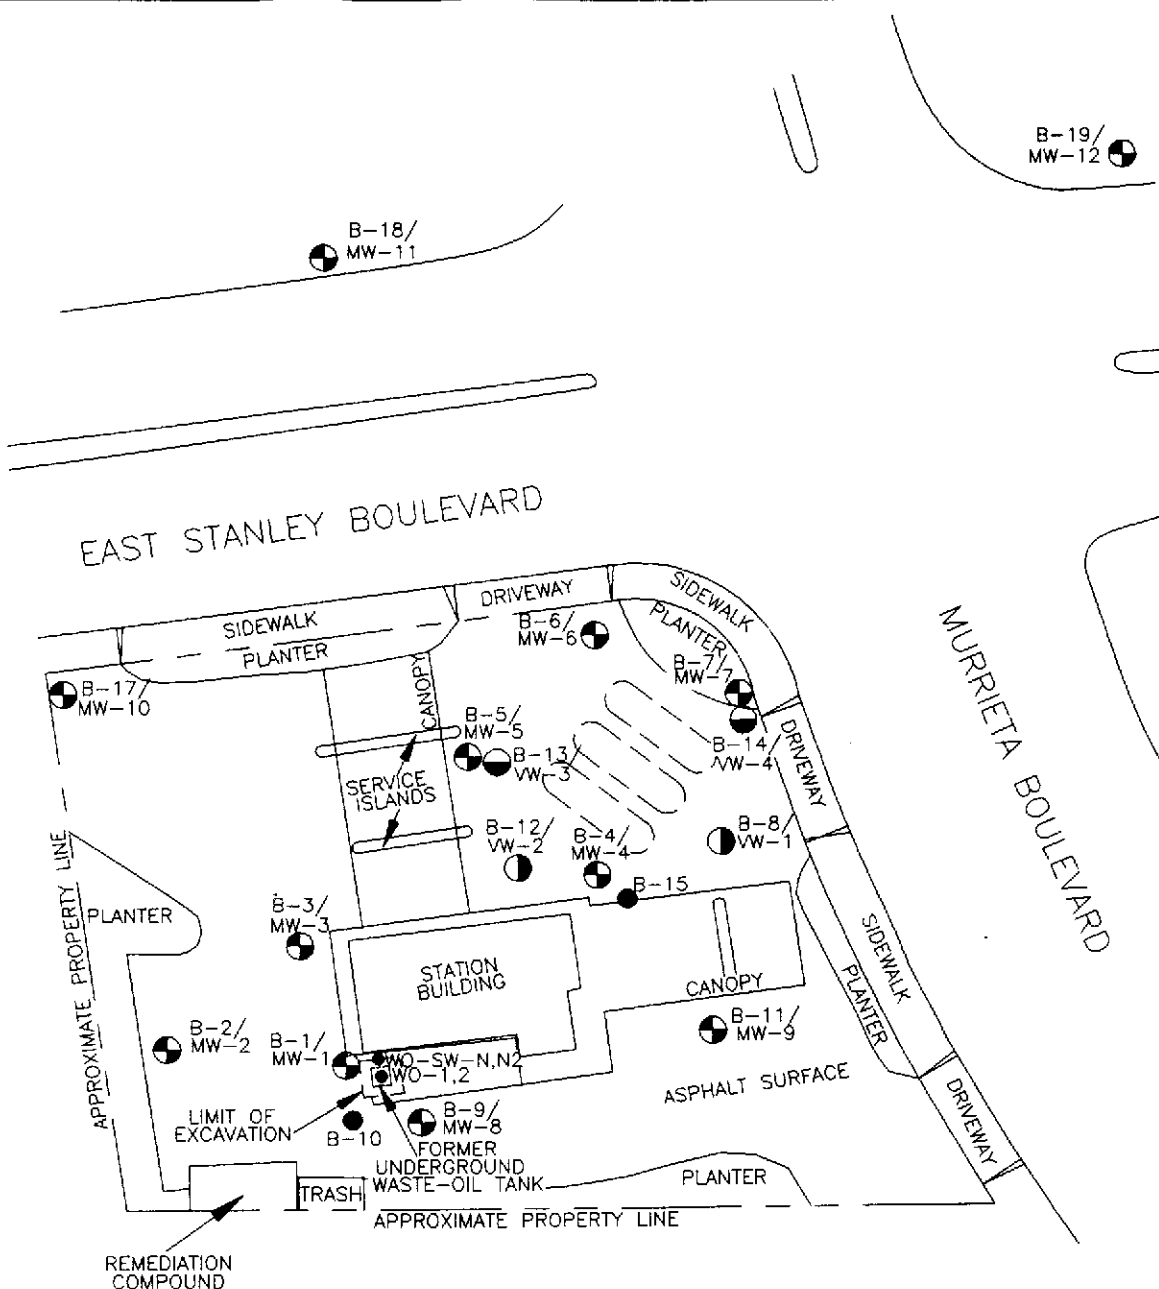 B-19/
MW-12
B-18/
MW-11
EAST STANLEY BOULEVARD
MURRIETA BOULEVARD
SIDEWALK
DRIVEWAY
SIDEWALK
PLANTER
PLANTER
B-6/
MW-6
B-7/
MW-7
B-17/
MW-10
CANOPY
B-5/
MW-5
B-13/
VW-3
B-14/
VW-4
DRIVEWAY
SERVICE
ISLANDS
B-12/
VW-2
B-4/
MW-4
B-8/
VW-1
B-15
APPROXIMATE PROPERTY LINE
PLANTER
B-3/
MW-3
STATION
BUILDING
CANOPY
SIDEWALK
PLANTER
B-2/
MW-2
B-1/
MW-1
WO-SW-N,N2
WO-1,2
B-11/
MW-9
ASPHALT SURFACE
DRIVEWAY
LIMIT OF
EXCAVATION
B-10
B-9/
MW-8
FORMER
UNDERGROUND
WASTE-OIL TANK
TRASH
PLANTER
APPROXIMATE PROPERTY LINE
REMEDIATION
COMPOUND